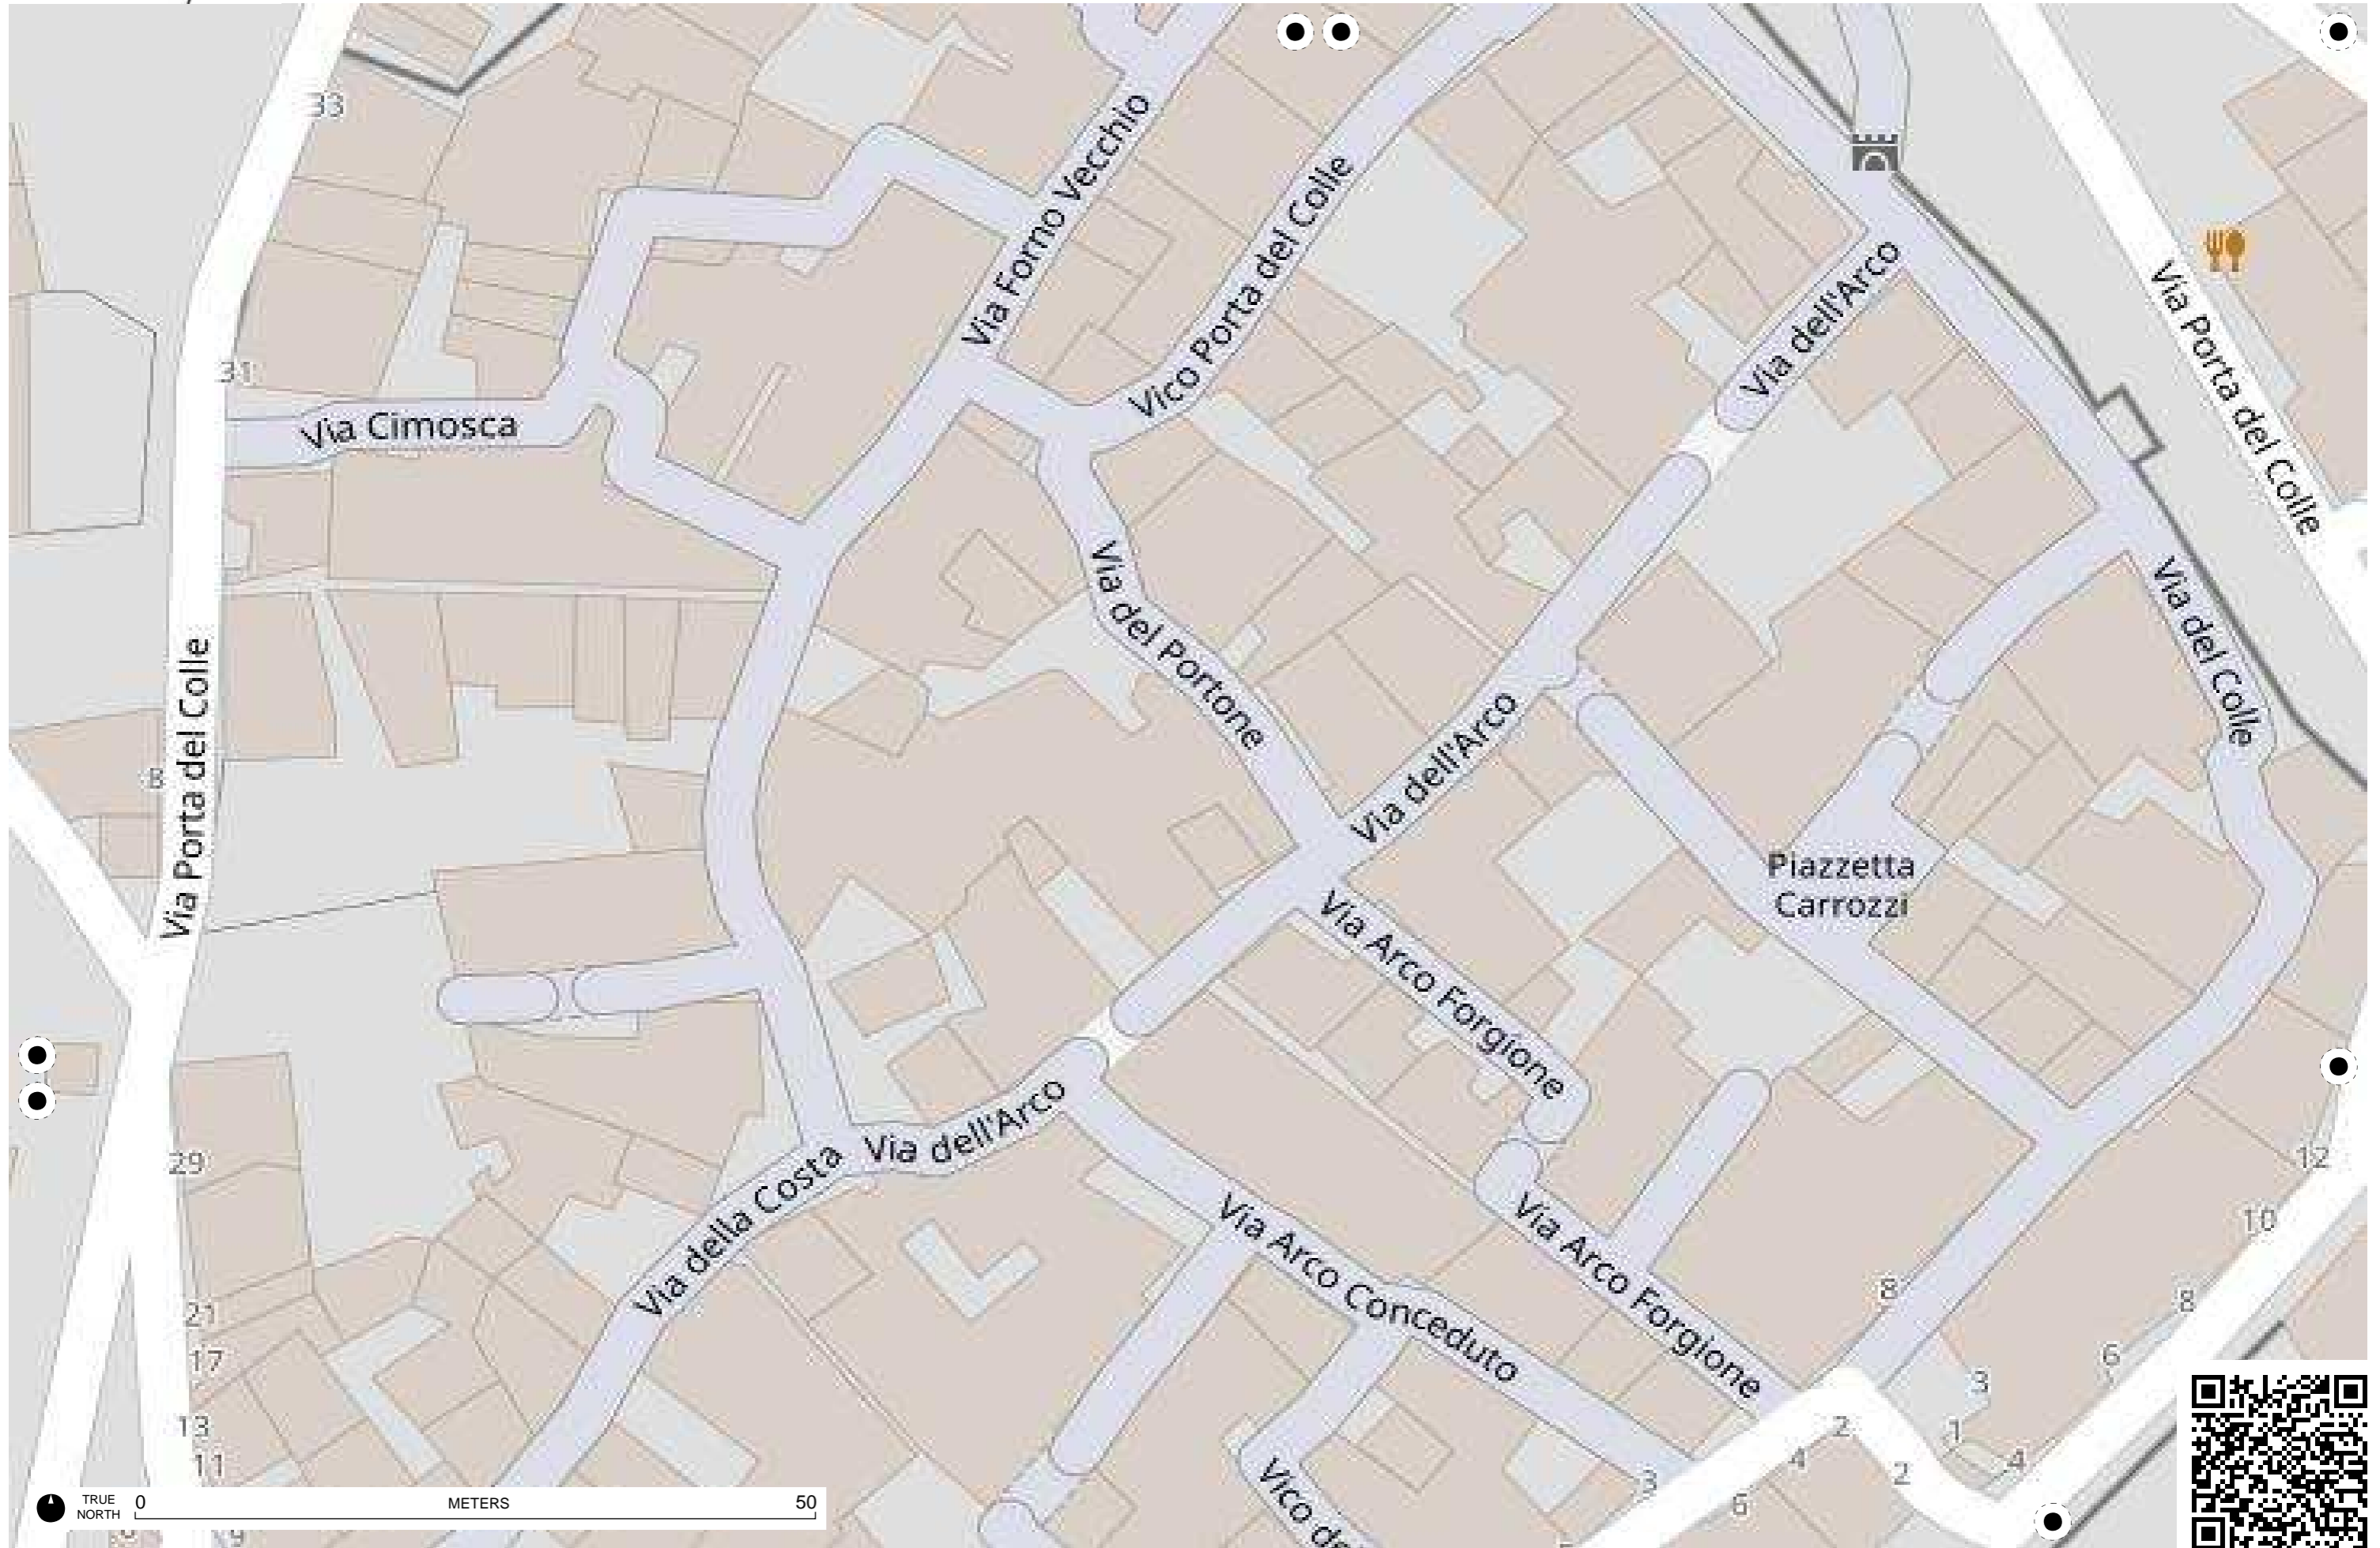 33
Via Forno Vecchio
Vico Porta del Colle
Via dell'Arco
Via Porta del Colle
31
Via Cimosca
Via del Portone
Via del Colle
Via Porta del Colle
8
Via dell'Arco
Piazzetta
Carrozzi
Via Arco Forgione
Via dell'Arco
Via della Costa
29
12
10
Via Arco Conceduto
Via Arco Forgione
8
8
21
6
17
3
13
2
1
11
4
4
2
3
6
Vico de
TRUE
NORTH
0
METERS
50
9